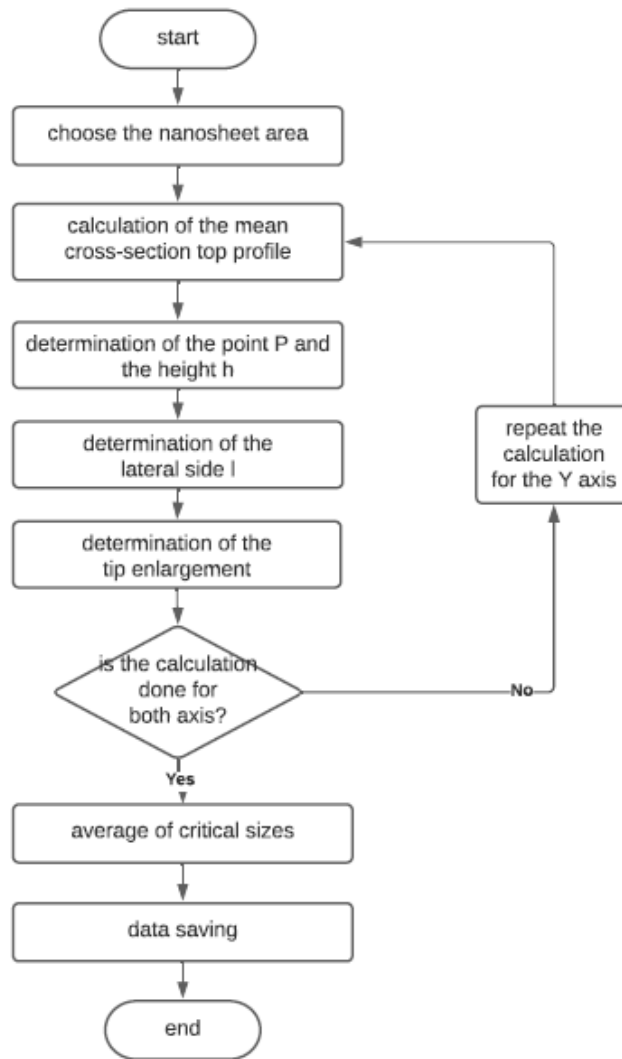 start
choose the nanosheet area
calculation of the mean
cross-section top profile
determination of the point P and
the height h
determination of the
lateral side l
determination of the
tip enlargement
is the calculation
done for
both axis?
No
repeat the
calculation
for the Y axis
Yes
average of critical sizes
data saving
end